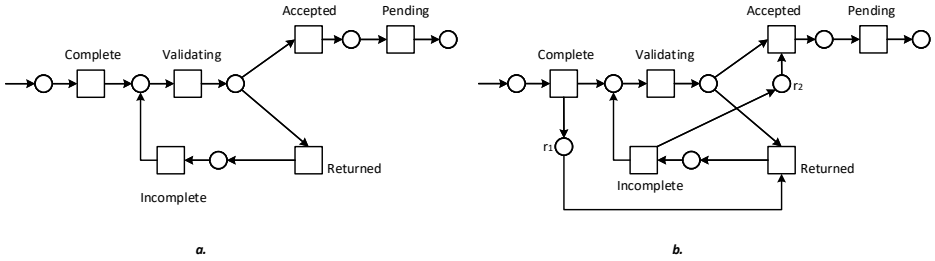 Accepted Pending
Complete Validating
Returned
Incomplete
a.
Accepted Pending
Complete Validating
r2
r1
Returned
Incomplete
b.